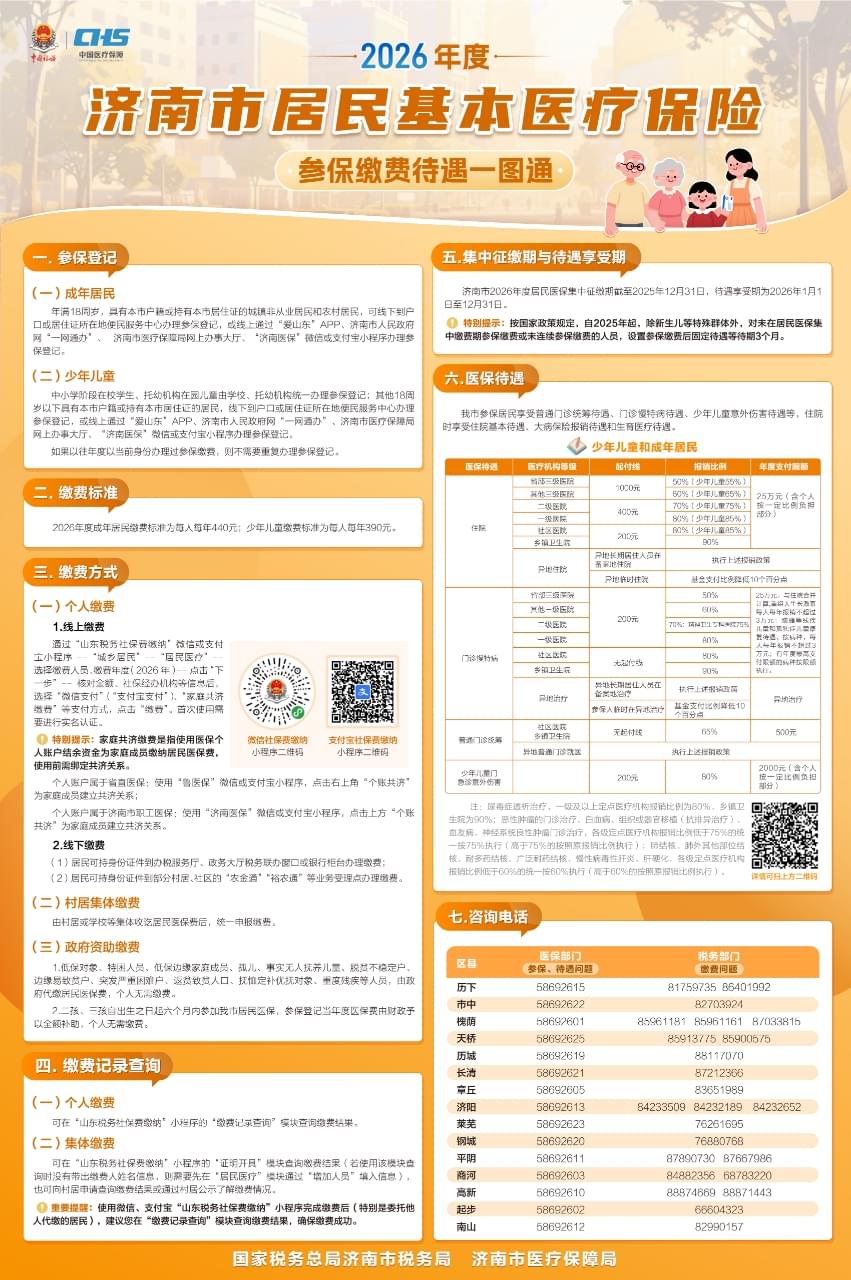 中国税务
CHS
中国医疗保障
2026年度
济南市居民基本医疗保险
参保缴费待遇一图通
一. 参保登记
（一）成年居民
年满18周岁，具有本市户籍或持有本市居住证的城镇非从业居民和农村居民，可线下到户
口或居住证所在地便民服务中心办理参保登记，或线上通过“爱山东”APP、济南市人民政府
网“一网通办”、 济南市医疗保障局网上办事大厅、“济南医保”微信或支付宝小程序办理参
保登记。
（二）少年儿童
中小学阶段在校学生、托幼机构在园儿童由学校、托幼机构统一办理参保登记；其他18周
岁以下具有本市户籍或持有本市居住证的居民，线下到户口或居住证所在地便民服务中心办理
参保登记，或线上通过“爱山东”APP、济南市人民政府网“一网通办”、济南市医疗保障局
网上办事大厅、“济南医保”微信或支付宝小程序办理参保登记。
如果以往年度以当前身份办理过参保缴费，则不需要重复办理参保登记。
二. 缴费标准
2026年度成年居民缴费标准为每人每年440元；少年儿童缴费标准为每人每年390元。
三. 缴费方式
（一）个人缴费
1.线上缴费
通过“山东税务社保费缴纳”微信或支付
宝小程序——“城乡居民”——“居民医疗”——
选择缴费人员、缴费年度（2026年）——点击“下
一步”——核对金额、社保经办机构等信息后，
选择“微信支付”（“支付宝支付”）、“家庭共济
缴费”等支付方式，点击“缴费”。首次使用需
要进行实名认证。
微信社保费缴纳
小程序二维码
支付宝社保费缴纳
小程序二维码
特别提示：家庭共济缴费是指使用医保个
人账户结余资金为家庭成员缴纳居民医保费，
使用前需绑定共济关系。
个人账户属于省直医保：使用“鲁医保”微信或支付宝小程序，点击右上角“个账共济”
为家庭成员建立共济关系；
个人账户属于济南市职工医保：使用“济南医保”微信或支付宝小程序，点击上方“个账
共济”为家庭成员建立共济关系。
2.线下缴费
（1）居民可持身份证件到办税服务厅、政务大厅税务联办窗口或银行柜台办理缴费；
（2）居民可持身份证件到部分村居、社区的“农金通”“裕农通”等业务受理点办理缴费。
（二）村居集体缴费
由村居或学校等集体收讫居民医保费后，统一申报缴费。
（三）政府资助缴费
1.低保对象、特困人员、低保边缘家庭成员、孤儿、事实无人抚养儿童、脱贫不稳定户、
边缘易致贫户、突发严重困难户、返贫致贫人口、抚恤定补优抚对象、重度残疾等人员，由政
府代缴居民医保费，个人无需缴费。
2.二孩、三孩自出生之日起六个月内参加我市居民医保，参保登记当年度医保费由财政予
以全额补助，个人无需缴费。
四. 缴费记录查询
（一）个人缴费
可在“山东税务社保费缴纳”小程序的“缴费记录查询”模块查询缴费结果。
（二）集体缴费
可在“山东税务社保费缴纳”小程序的“证明开具”模块查询缴费结果（若使用该模块查
询时没有带出缴费人姓名信息，则需要先在“居民医疗”模块通过“增加人员”填入信息），
也可向村居申请查询缴费结果或通过村居公示了解缴费情况。
重要提醒：使用微信、支付宝“山东税务社保费缴纳”小程序完成缴费后（特别是委托他
人代缴的居民），建议您在“缴费记录查询”模块查询缴费结果，确保缴费成功。
五.集中征缴期与待遇享受期
济南市2026年度居民医保集中征缴期截至2025年12月31日，待遇享受期为2026年1月1
日至12月31日。
特别提示：按国家政策规定，自2025年起，除新生儿等特殊群体外，对未在居民医保集
中缴费期参保缴费或未连续参保缴费的人员，设置参保缴费后固定待遇等待期3个月。
六.医保待遇
我市参保居民享受普通门诊统筹待遇、门诊慢特病待遇、少年儿童意外伤害待遇等，住院
时享受住院基本待遇、大病保险报销待遇和生育医疗待遇。
少年儿童和成年居民
医保待遇 医疗机构等级 起付线 报销比例 年度支付限额
住院 省部三级医院 1000元 50%（少年儿童55%） 25万元（含个人按一定比例负担部分）
其他三级医院 60%（少年儿童65%）
二级医院 400元 70%（少年儿童75%）
一级医院 80%（少年儿童85%）
社区医院 200元 80%（少年儿童85%）
乡镇卫生院 90%
异地住院 异地长期居住人员在备案地住院 执行上述报销政策
异地临时住院 基金支付比例降低10个百分点
门诊慢特病 省部三级医院 200元 50%
其他三级医院 60%
二级医院
一级医院 80%
社区医院 无起付线 80%
乡镇卫生院 90%
异地治疗 异地长期居住人员在备案地治疗 执行上述报销政策 异地治疗
参保人临时在异地治疗 基金支付比例降低10个百分点
普通门诊统筹 社区医院 乡镇卫生院 无起付线 65% 500元
异地普通门诊就医 执行上述报销政策
少年儿童门急诊意外伤害 200元 80% 2000元（含个人按一定比例负担部分）
注：尿毒症透析治疗，一级及以上定点医疗机构报销比例为80%、乡镇卫
生院为90%；恶性肿瘤的门诊治疗、白血病、组织或器官移植（抗排异治疗）、
血友病、神经系统良性肿瘤门诊治疗，各级定点医疗机构报销比例低于75%的统
一按75%执行（高于75%的按照原报销比例执行）；肺结核、肺外其他部位结
核、耐多药结核、广泛耐药结核、慢性病毒性肝炎、肝硬化，各级定点医疗机构
报销比例低于60%的统一按60%执行（高于60%的按照原报销比例执行）。
详情可扫上方二维码
七.咨询电话
区县 医保部门 参保、待遇问题 税务部门 缴费问题
历下 58692615 81759735 86401992
市中 58692622 82703924
槐荫 58692601 85961181 85961161 87033815
天桥 58692625 85913775 85900575
历城 58692619 88117070
长清 58692621 87212366
章丘 58692605 83651989
济阳 58692613 84233509 84232189 84232652
莱芜 58692623 76261695
钢城 58692620 76880768
平阴 58692611 87890730 87667986
商河 58692603 84882356 68783220
高新 58692610 88874669 88871443
起步 58692602 66604323
南山 58692612 82990157
国家税务总局济南市税务局 济南市医疗保障局